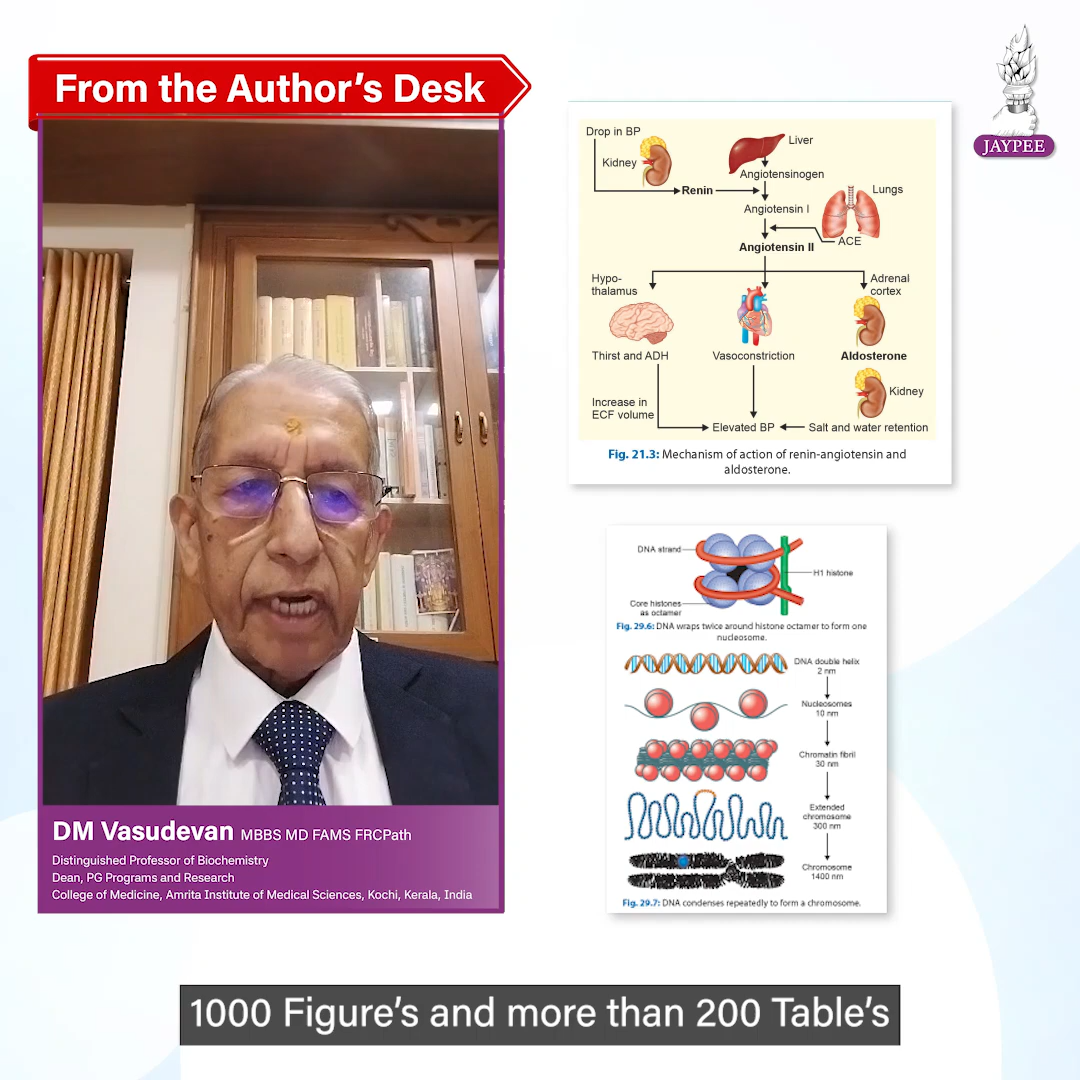 From the Author's Desk
JAYPEE
Drop in BP
Kidney
Liver
Angiotensinogen
Renin
Angiotensin I
Lungs
ACE
Angiotensin II
Hypo-
thalamus
Adrenal
cortex
Thirst and ADH
Vasoconstriction
Aldosterone
Kidney
Increase in
ECF volume
Elevated BP
Salt and water retention
Fig. 21.3: Mechanism of action of renin-angiotensin and
aldosterone.
DNA strand
H1 histone
Core histones
as octamer
Fig. 29.6: DNA wraps twice around histone octamer to form one
nucleosome.
DNA double helix
2 nm
Nucleosomes
10 nm
Chromatin fibril
30 nm
Extended
chromosome
300 nm
Chromosome
1400 nm
Fig. 29.7: DNA condenses repeatedly to form a chromosome.
DM Vasudevan MBBS MD FAMS FRCPath
Distinguished Professor of Biochemistry
Dean, PG Programs and Research
College of Medicine, Amrita Institute of Medical Sciences, Kochi, Kerala, India
1000 Figure's and more than 200 Table's